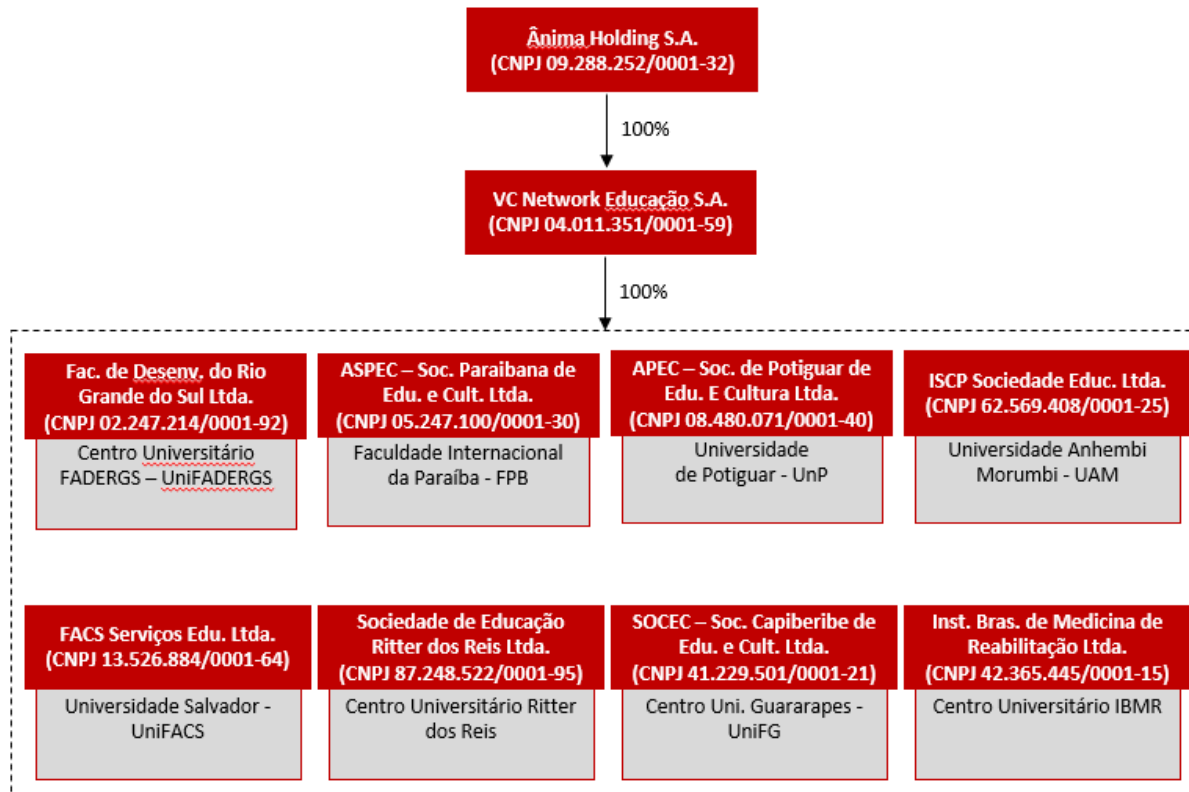 Ânima Holding S.A.
(CNPJ 09.288.252/0001-32)
100%
VC Network Educação S.A.
(CNPJ 04.011.351/0001-59)
100%
Fac. de Desenv. do Rio
Grande do Sul Ltda.
(CNPJ 02.247.214/0001-92)
Centro Universitário
FADERGS – UniFADERGS
ASPEC – Soc. Paraibana de
Edu. e Cult. Ltda.
(CNPJ 05.247.100/0001-30)
Faculdade Internacional
da Paraíba - FPB
APEC – Soc. de Potiguar de
Edu. E Cultura Ltda.
(CNPJ 08.480.071/0001-40)
Universidade
de Potiguar - UnP
ISCP Sociedade Educ. Ltda.
(CNPJ 62.569.408/0001-25)
Universidade Anhembi
Morumbi - UAM
FACS Serviços Edu. Ltda.
(CNPJ 13.526.884/0001-64)
Universidade Salvador -
UniFACS
Sociedade de Educação
Ritter dos Reis Ltda.
(CNPJ 87.248.522/0001-95)
Centro Universitário Ritter
dos Reis
SOCEC – Soc. Capiberibe de
Edu. e Cult. Ltda.
(CNPJ 41.229.501/0001-21)
Centro Uni. Guararapes -
UniFG
Inst. Bras. de Medicina de
Reabilitação Ltda.
(CNPJ 42.365.445/0001-15)
Centro Universitário IBMR